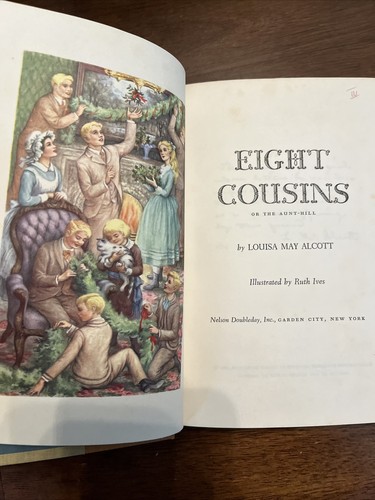 EIGHT
COUSINS
OR THE AUNT-HILL
by LOUISA MAY ALCOTT
Illustrated by Ruth Ives
Nelson Doubleday, Inc., GARDEN CITY, NEW YORK